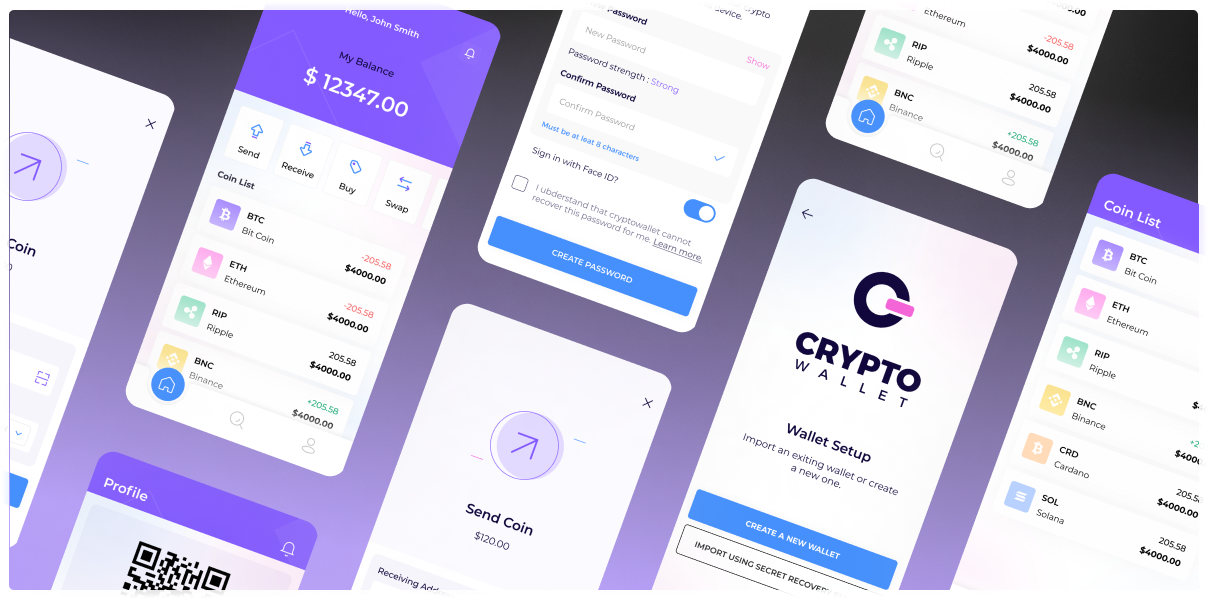 Coin
Hello, John Smith
My Balance
$ 12347.00
Send
Receive
Buy
Swap
Coin List
BTC
Bit Coin
-205.58
$4000.00
ETH
Ethereum
-205.58
$4000.00
RIP
Ripple
205.58
$4000.00
BNC
Binance
+205.58
$4000.00
Profile
Password
New Password
Show
Password strength : Strong
Confirm Password
Confirm Password
Must be at leat 8 characters
Sign in with Face ID?
I ubderstand that cryptowallet cannot
recover this password for me. Learn more.
CREATE PASSWORD
Send Coin
$120.00
Receiving
Ethereum
-205.58
$4000.00
RIP
Ripple
205.58
$4000.00
BNC
Binance
+205.58
$4000.00
CRYPTO
WALLET
Wallet Setup
Import an exiting wallet or create
a new one.
CREATE A NEW WALLET
IMPORT USING SECRET RECOVERY
Coin List
BTC
Bit Coin
ETH
Ethereum
RIP
Ripple
BNC
Binance
CRD
Cardano
$4000.00
SOL
Solana
205.58
$4000.00